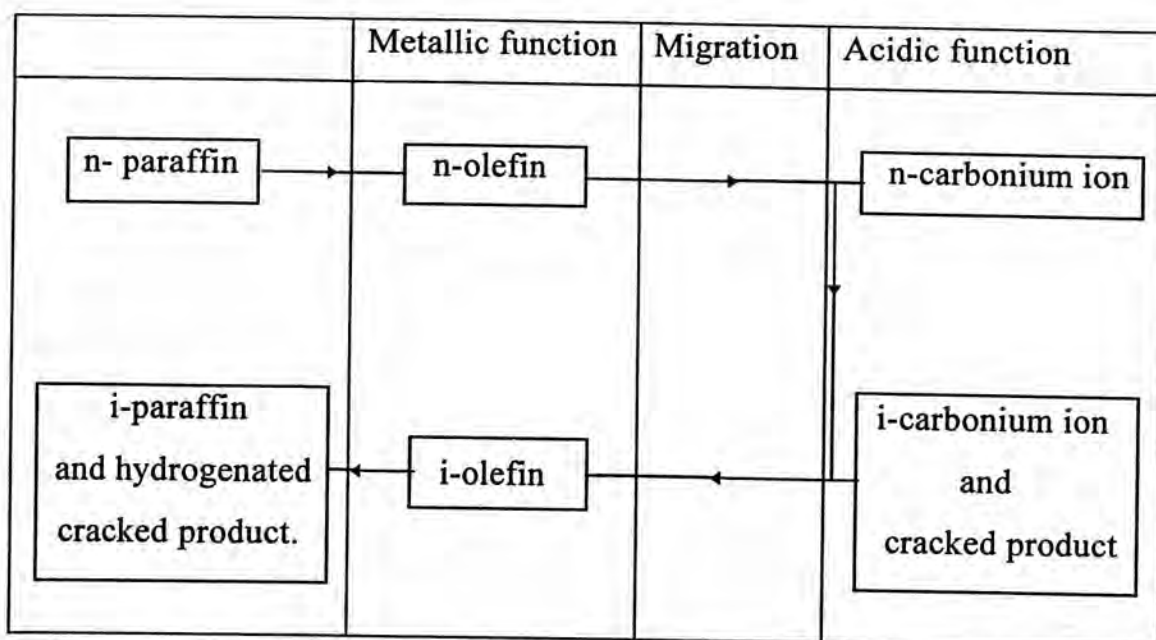 Metallic function
Migration
Acidic function
n- paraffin
n-olefin
n-carbonium ion
i-paraffin
and hydrogenated
cracked product.
i-olefin
i-carbonium ion
and
cracked product